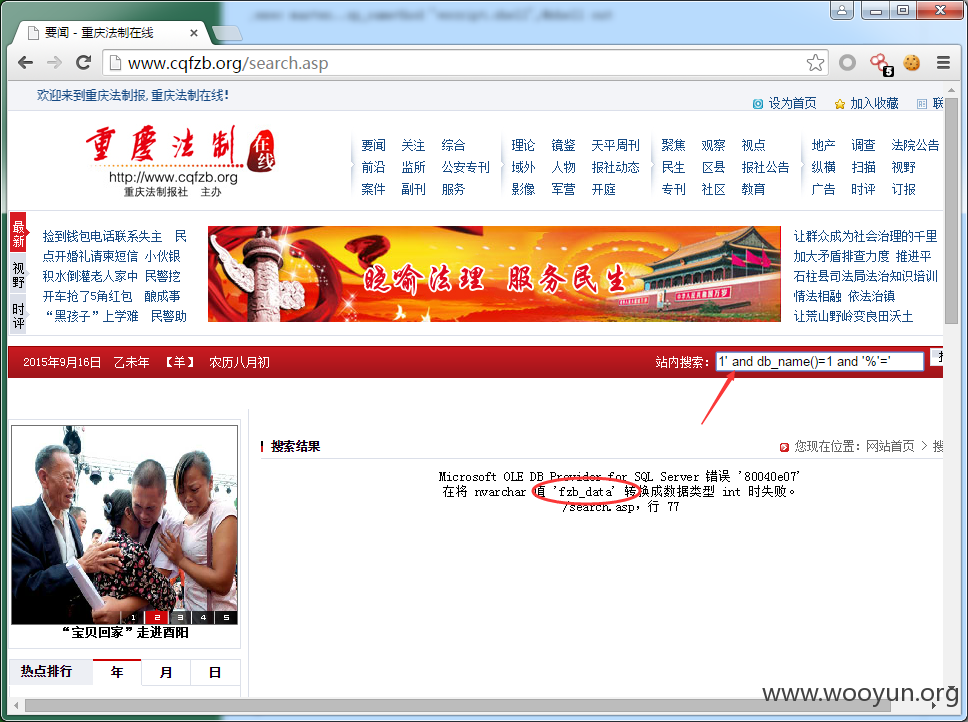 要闻 - 重庆法制在线
www.cqfzb.org/search.asp
欢迎来到重庆法制报, 重庆法制在线!
设为首页 加入收藏 联
重庆法制 在线
http://www.cqfzb.org
重庆法制报社 主办
要闻 关注 综合 理论 镜鉴 天平周刊 聚焦 观察 视点 地产 调查 法院公告
前沿 监所 公安专刊 域外 人物 报社动态 民生 区县 报社公告 纵横 扫描 视野
案件 副刊 服务 影像 军营 开庭 专刊 社区 教育 广告 时评 订报
最新
视野
时评
捡到钱包电话联系失主 民
点开婚礼请柬短信 小伙银
积水倒灌老人家中 民警挖
开车抢了5角红包 酿成事
“黑孩子”上学难 民警助
晓喻法理 服务民生
让群众成为社会治理的千里
加大矛盾排查力度 推进平
石柱县司法局法治知识培训
情法相融 依法治镇
让荒山野岭变良田沃土
2015年9月16日 乙未年 【羊】 农历八月初
站内搜索: 1' and db_name()=1 and '%'='
搜索结果
您现在位置: 网站首页 > 搜
Microsoft OLE DB Provider for SQL Server 错误 '80040e07'
在将 nvarchar 值 'fzb_data' 转换成数据类型 int 时失败。
/search.asp, 行 77
1 2 3 4 5
“宝贝回家”走进酉阳
热点排行 年 月 日
www.wooyun.org